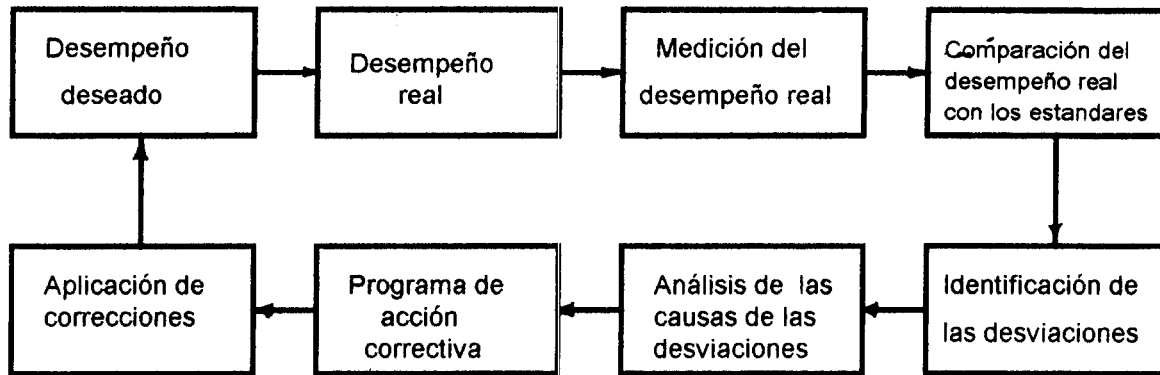 Desempeño
deseado
Desempeño
real
Medición del
desempeño real
Comparación del
desempeño real
con los estandares
Identificación de
las desviaciones
Análisis de las
causas de las
desviaciones
Programa de
acción
correctiva
Aplicación de
correcciones